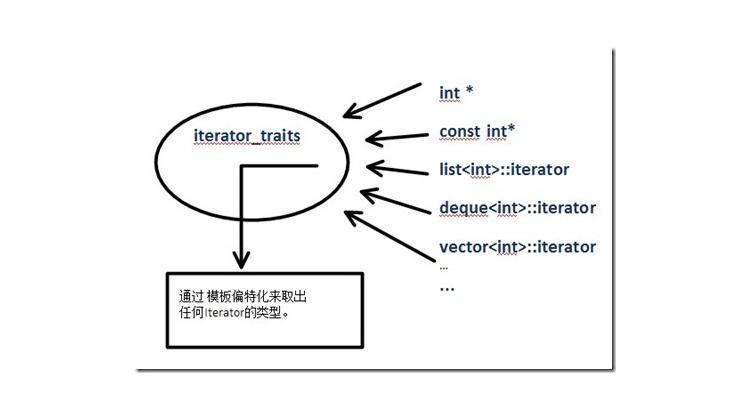 int *
iterator_traits
const int*
list<int>::iterator
deque<int>::iterator
vector<int>::iterator
...
...
通过 模板偏特化来取出
任何Iterator的类型。